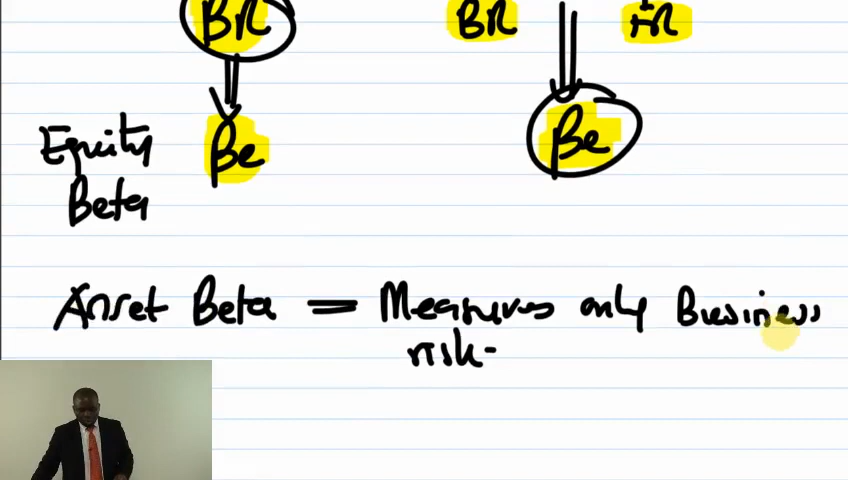 BR BR FR
Equity βe βe
Beta
Asset Beta = Measures only Business
risk-